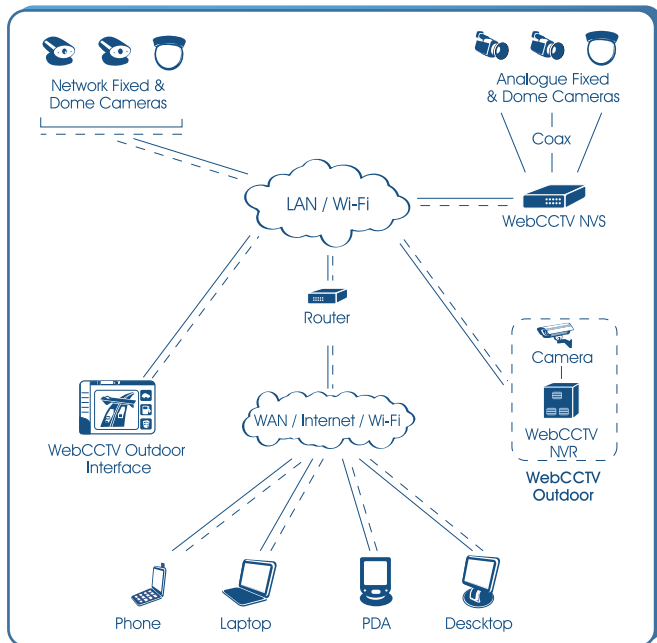 Network Fixed &
Dome Cameras
Analogue Fixed
& Dome Cameras
Coax
LAN / Wi-Fi
WebCCTV NVS
Router
Camera
WebCCTV
NVR
WebCCTV
Outdoor
WebCCTV Outdoor
Interface
WAN / Internet / Wi-Fi
Phone
Laptop
PDA
Descktop